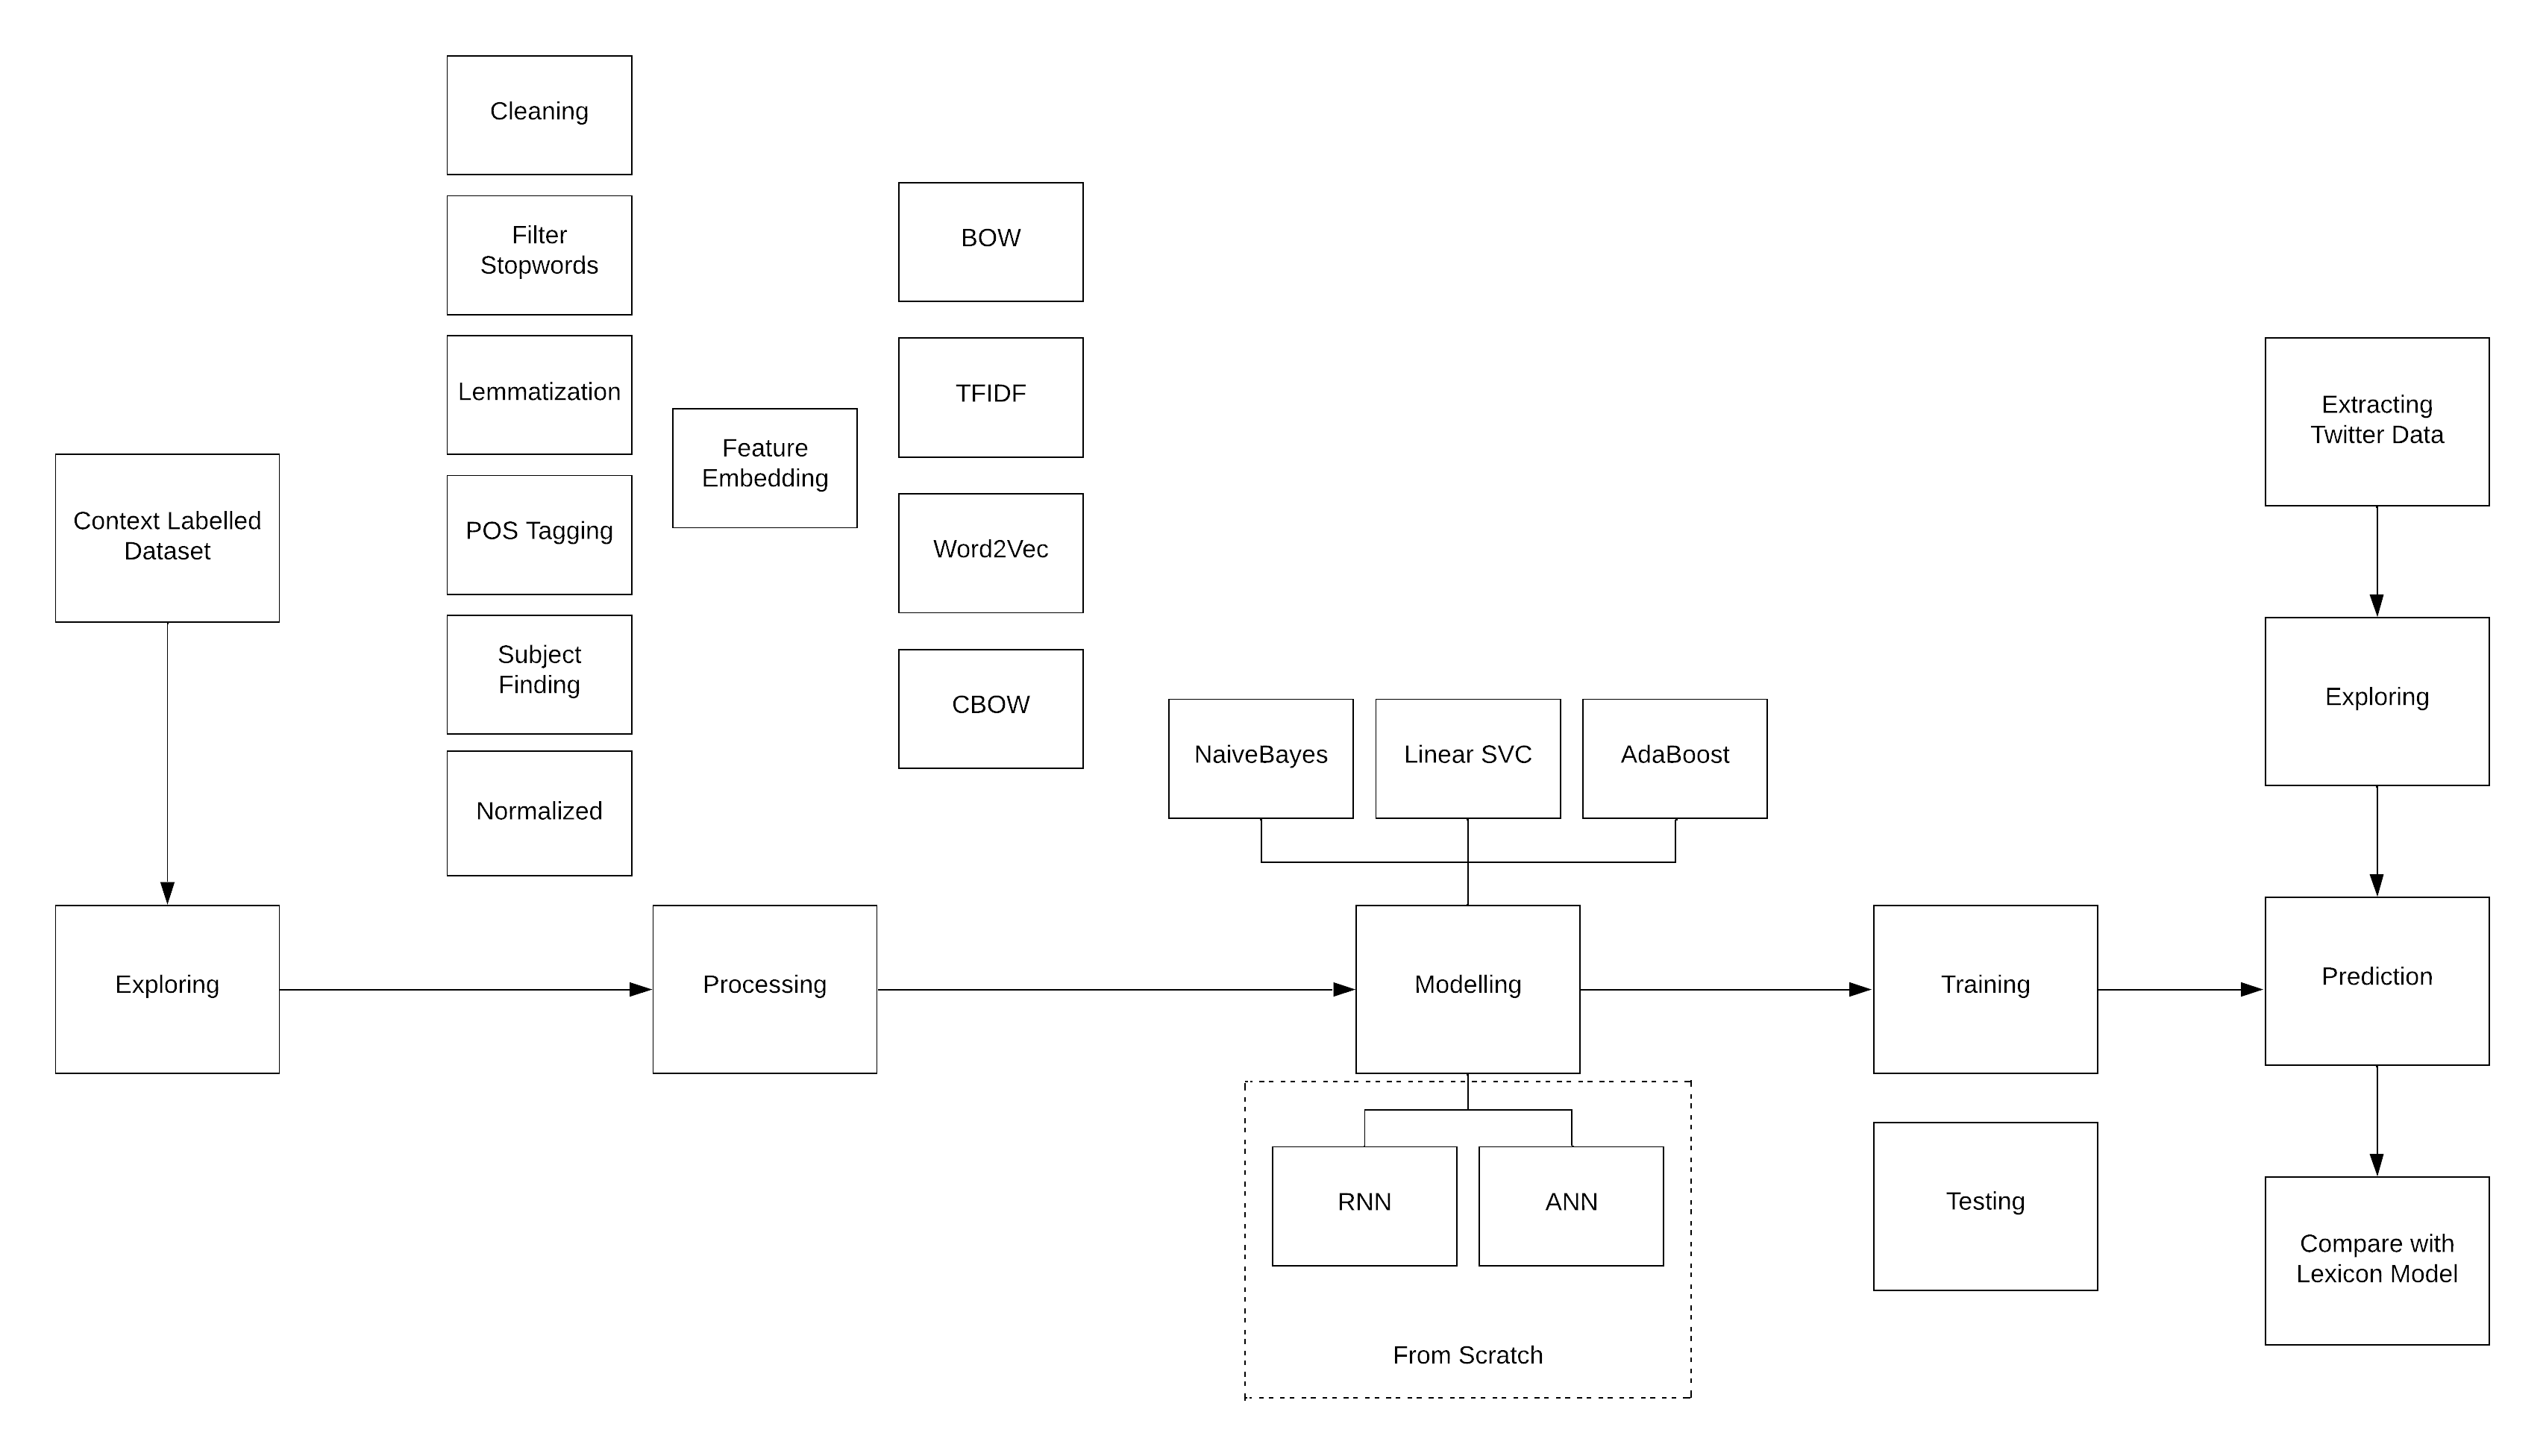 Cleaning
Filter
Stopwords
Lemmatization
POS Tagging
Subject
Finding
Normalized
Feature
Embedding
BOW
TFIDF
Word2Vec
CBOW
Context Labelled
Dataset
Exploring
Processing
NaiveBayes
Linear SVC
AdaBoost
Modelling
RNN
ANN
From Scratch
Training
Testing
Extracting
Twitter Data
Exploring
Prediction
Compare with
Lexicon Model